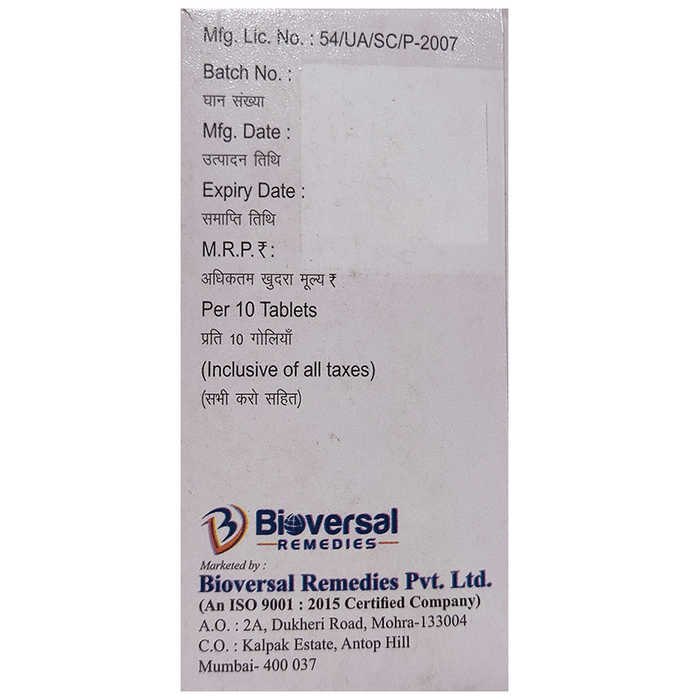 Mfg. Lic. No. : 54/UA/SC/P-2007
Batch No. :
घान संख्या
Mfg. Date :
उत्पादन तिथि
Expiry Date :
समाप्ति तिथि
M.R.P. ₹ :
अधिकतम खुदरा मूल्य ₹
Per 10 Tablets
प्रति 10 गोलियाँ
(Inclusive of all taxes)
(सभी करो सहित)
Bioversal
REMEDIES
Marketed by :
Bioversal Remedies Pvt. Ltd.
(An ISO 9001 : 2015 Certified Company)
A.O. : 2A, Dukheri Road, Mohra-133004
C.O. : Kalpak Estate, Antop Hill
Mumbai- 400 037